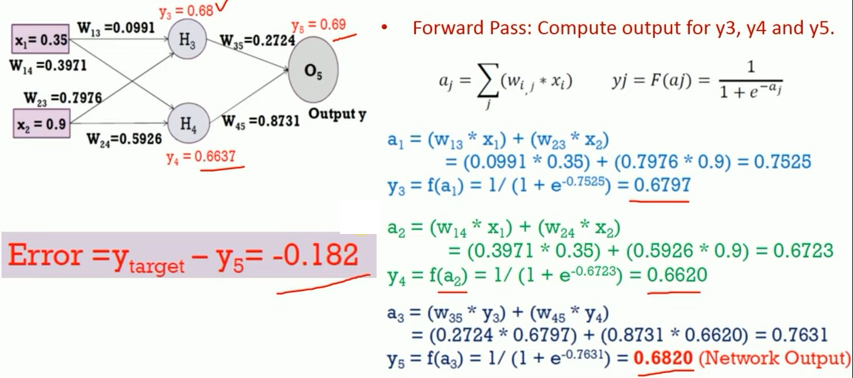 y₃ = 0.68
W₁₃ =0.0991
y₅ = 0.69
x₁= 0.35
H₃
W₃₅=0.2724
W₁₄ =0.3971
O₅
W₂₃ =0.7976
x₂ = 0.9
H₄
W₄₅=0.8731
Output y
W₂₄=0.5926
y₄ = 0.6637
Error =y_target – y₅= -0.182
• Forward Pass: Compute output for y3, y4 and y5.
a_j = ∑_j (w_{i,j} * x_i) yj = F(aj) = 1 / (1 + e^{-a_j})
a₁ = (w₁₃ * x₁) + (w₂₃ * x₂)
= (0.0991 * 0.35) + (0.7976 * 0.9) = 0.7525
y₃ = f(a₁) = 1/ (1 + e^{-0.7525}) = 0.6797
a₂ = (w₁₄ * x₁) + (w₂₄ * x₂)
= (0.3971 * 0.35) + (0.5926 * 0.9) = 0.6723
y₄ = f(a₂) = 1/ (1 + e^{-0.6723}) = 0.6620
a₃ = (w₃₅ * y₃) + (w₄₅ * y₄)
= (0.2724 * 0.6797) + (0.8731 * 0.6620) = 0.7631
y₅ = f(a₃) = 1/ (1 + e^{-0.7631}) = 0.6820 (Network Output)